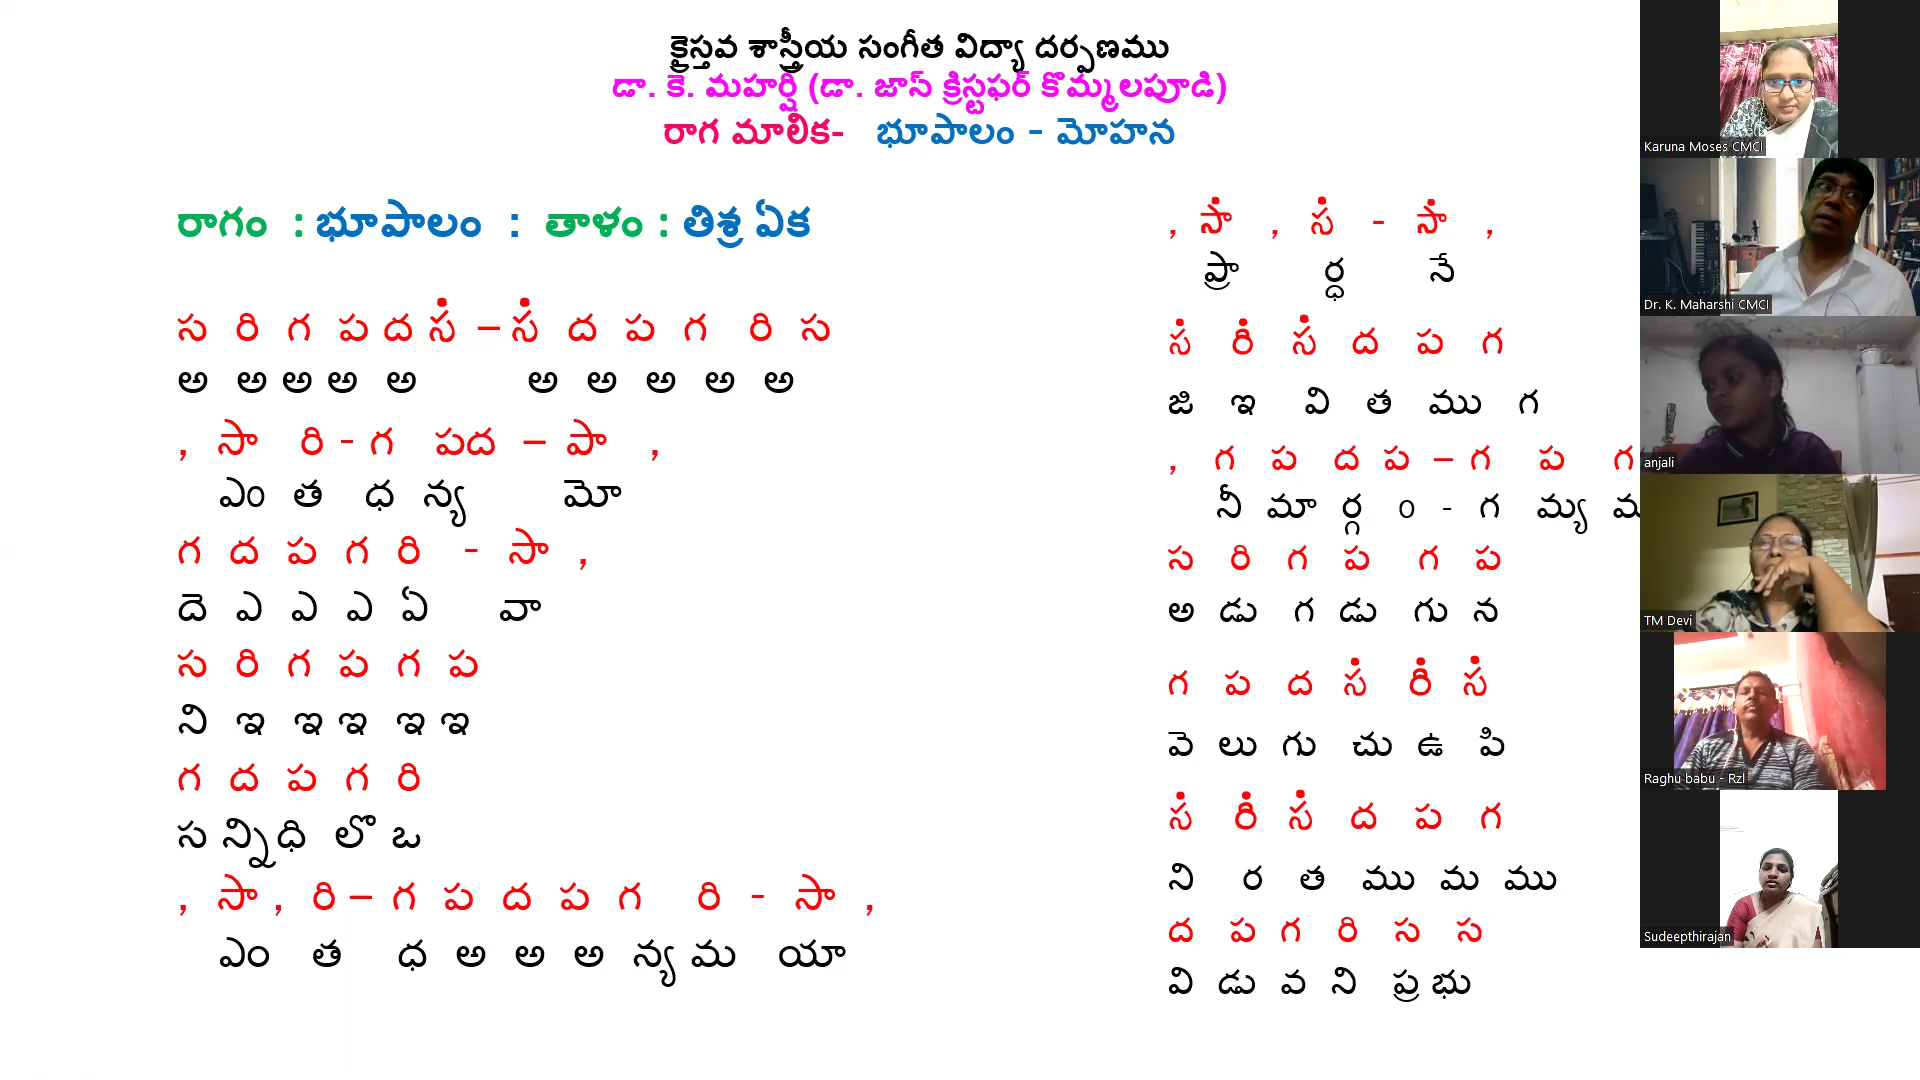 క్రైస్తవ శాస్త్రీయ సంగీత విద్యా దర్పణము
డా. కె. మహర్షి (డా. జాస్ క్రిస్టఫర్ కొమ్మలపూడి)
రాగ మాలిక- భూపాలం - మోహన
రాగం : భూపాలం : తాళం : తిశ్ర ఏక
స రి గ ప ద స̇ – స̇ ద ప గ రి స
అ అ అ అ అ అ అ అ అ అ
, సా రి - గ పద – పా ,
ఎం త ధ న్య మో
గ ద ప గ రి - సా ,
దె ఎ ఎ ఎ ఏ వా
స రి గ ప గ ప
ని ఇ ఇ ఇ ఇ ఇ
గ ద ప గ రి
స న్నిధి లొ ఒ
, సా , రి – గ ప ద ప గ రి - సా ,
ఎం త ధ అ అ అ న్య మ యా
, సా̇ , స̇ - సా̇ ,
ప్రా ర్ధ నే
స̇ రి̇ స̇ ద ప గ
జి ఇ వి త ము గ
, గ ప ద ప – గ ప గ
నీ మా ర్గ ం - గ మ్య
స రి గ ప గ ప
అ డు గ డు గు న
గ ప ద స̇ రి̇ స̇
వె లు గు చు ఉ పి
స̇ రి̇ స̇ ద ప గ
ని ర త ము మ ము
ద ప గ రి స స
వి డు వ ని ప్ర భు
Karuna Moses CMCI
Dr. K. Maharshi CMCI
anjali
TM Devi
Raghu babu - Rzl
Sudeepthirajan